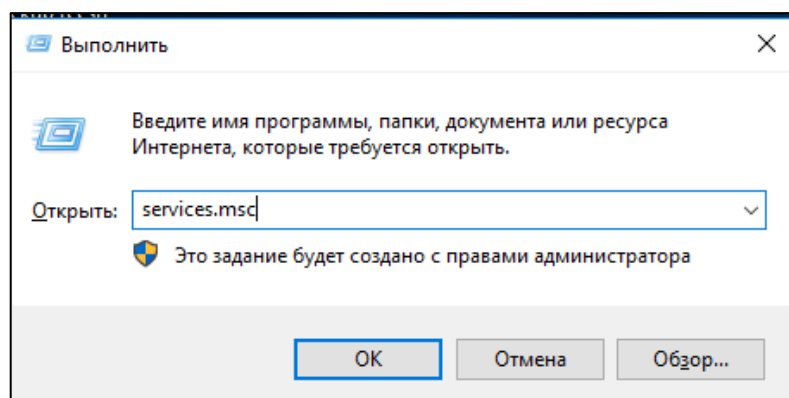 Выполнить
Введите имя программы, папки, документа или ресурса
Интернета, которые требуется открыть.
Открыть: services.msc
Это задание будет создано с правами администратора
ОК Отмена Обзор...